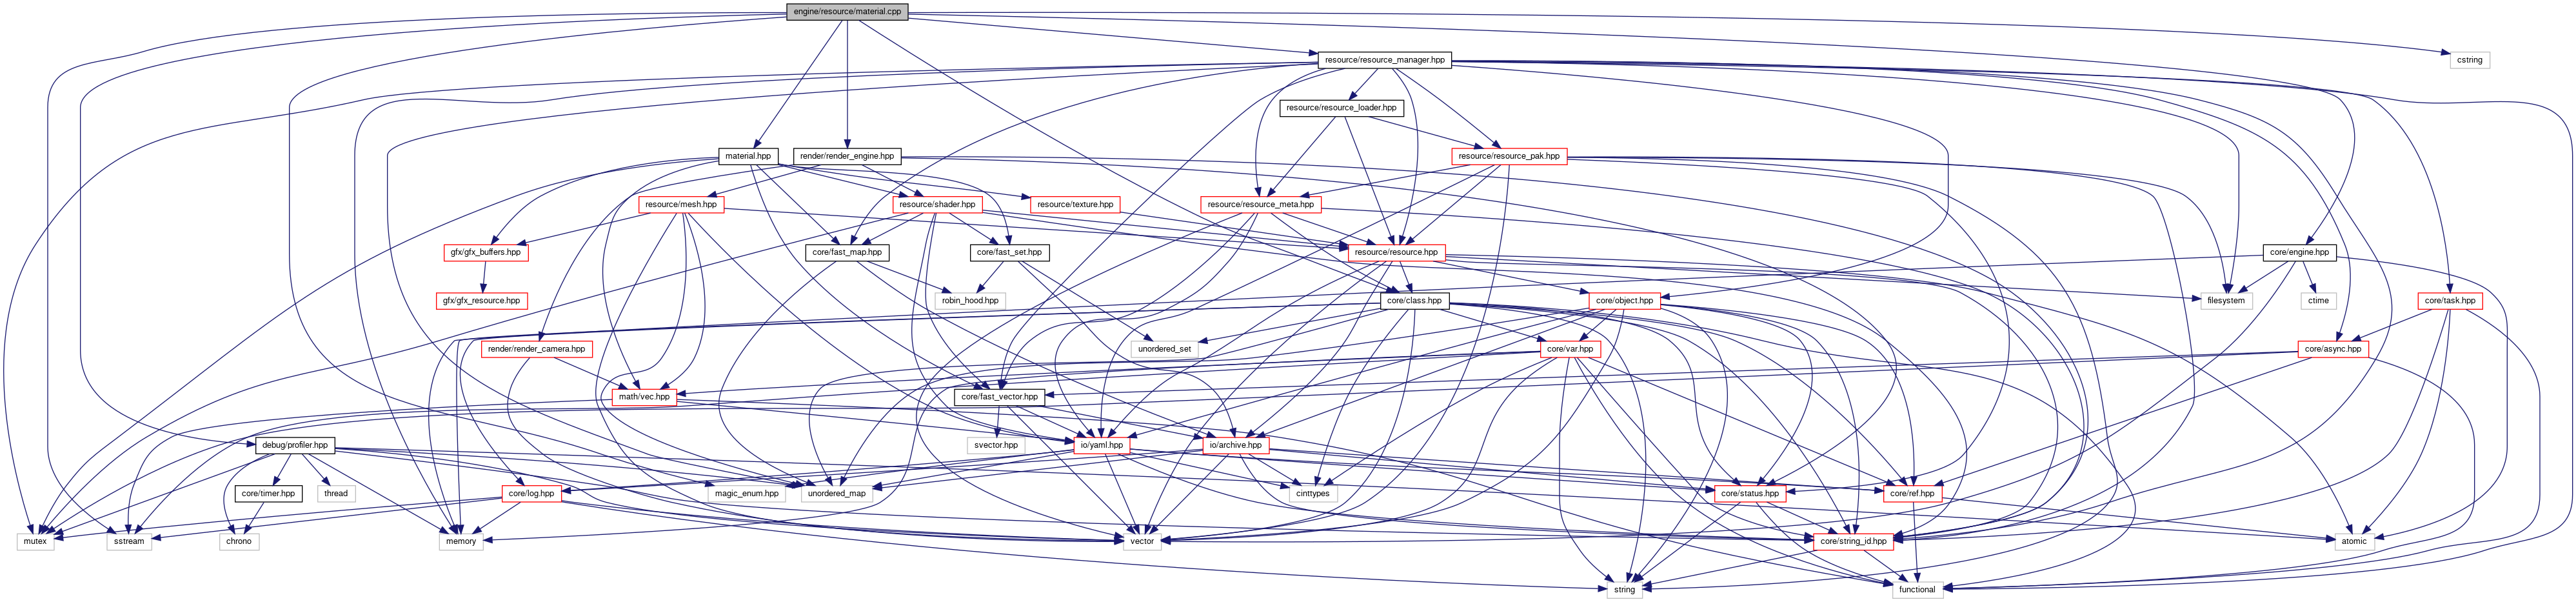 engine/resource/material.cpp
resource/resource_manager.hpp
cstring
resource/resource_loader.hpp
material.hpp
render/render_engine.hpp
resource/resource_pak.hpp
resource/mesh.hpp
resource/shader.hpp
resource/texture.hpp
resource/resource_meta.hpp
gfx/gfx_buffers.hpp
core/fast_map.hpp
core/fast_set.hpp
resource/resource.hpp
core/engine.hpp
gfx/gfx_resource.hpp
robin_hood.hpp
core/class.hpp
core/object.hpp
filesystem
ctime
core/task.hpp
render/render_camera.hpp
unordered_set
core/var.hpp
core/async.hpp
math/vec.hpp
core/fast_vector.hpp
debug/profiler.hpp
svector.hpp
io/yaml.hpp
io/archive.hpp
core/timer.hpp
thread
core/log.hpp
magic_enum.hpp
unordered_map
cinttypes
core/status.hpp
core/ref.hpp
mutex
sstream
chrono
memory
vector
core/string_id.hpp
atomic
string
functional